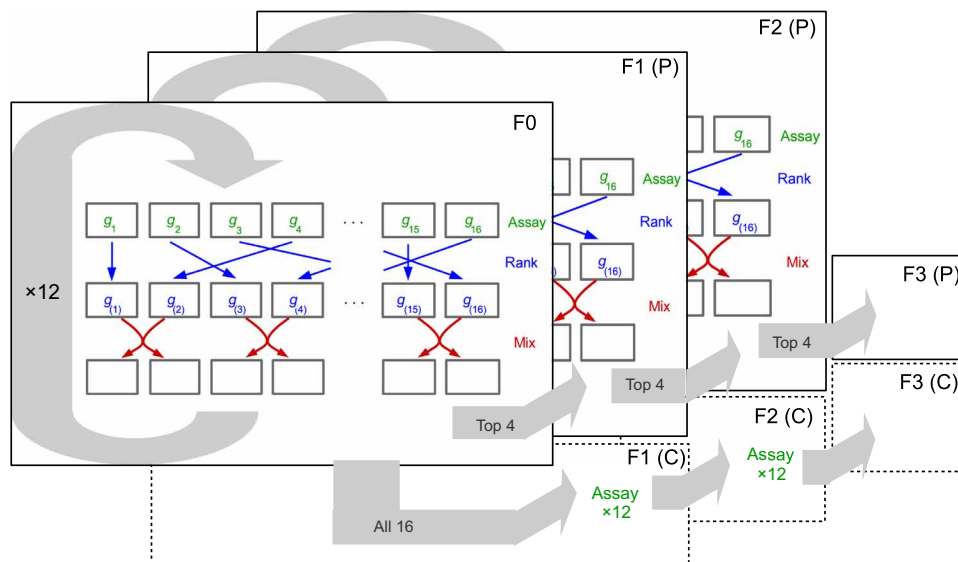 F2 (P)
F1 (P)
F0
g16 Assay
Rank
g(16)
Mix
g16 Assay
Rank
) g(16)
Mix
g1 g2 g3 g4 ... g15 g16 Assay
Rank
×12
g(1) g(2) g(3) g(4) ... g(15) g(16)
Mix
F3 (P)
Top 4
Top 4
Top 4
F3 (C)
F2 (C)
F1 (C)
Assay
×12
Assay
×12
All 16